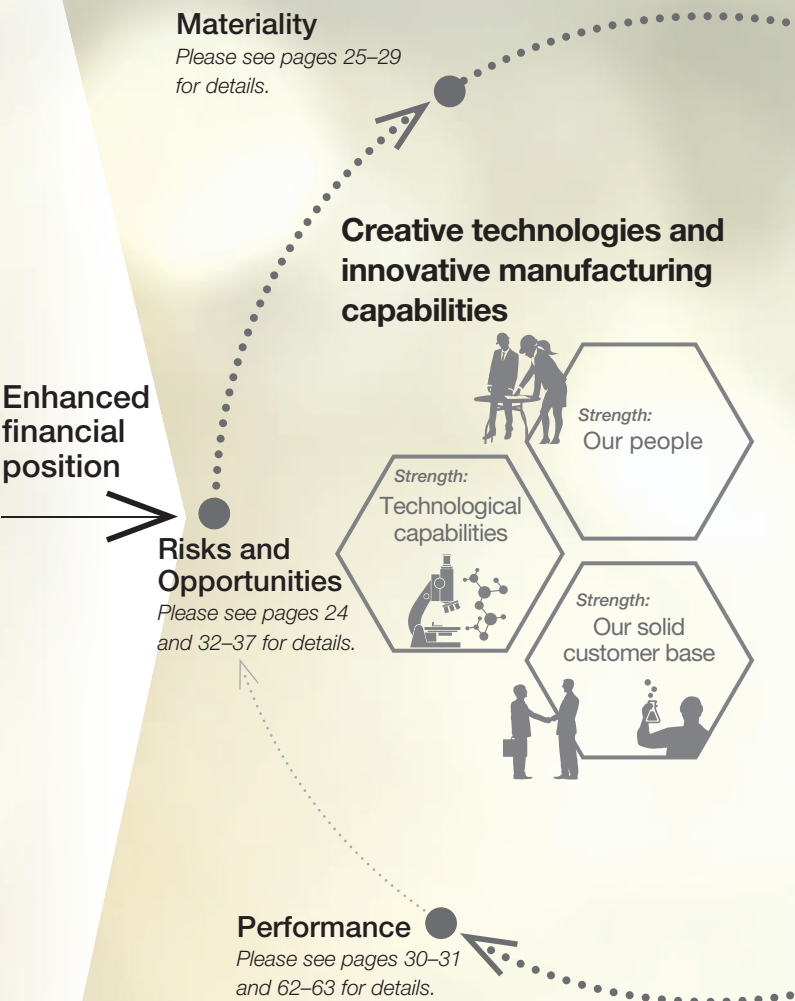 Materiality
Please see pages 25–29
for details.
Creative technologies and
innovative manufacturing
capabilities
Enhanced
financial
position
Strength:
Our people
Strength:
Technological
capabilities
Risks and
Opportunities
Please see pages 24
and 32–37 for details.
Strength:
Our solid
customer base
Performance
Please see pages 30–31
and 62–63 for details.